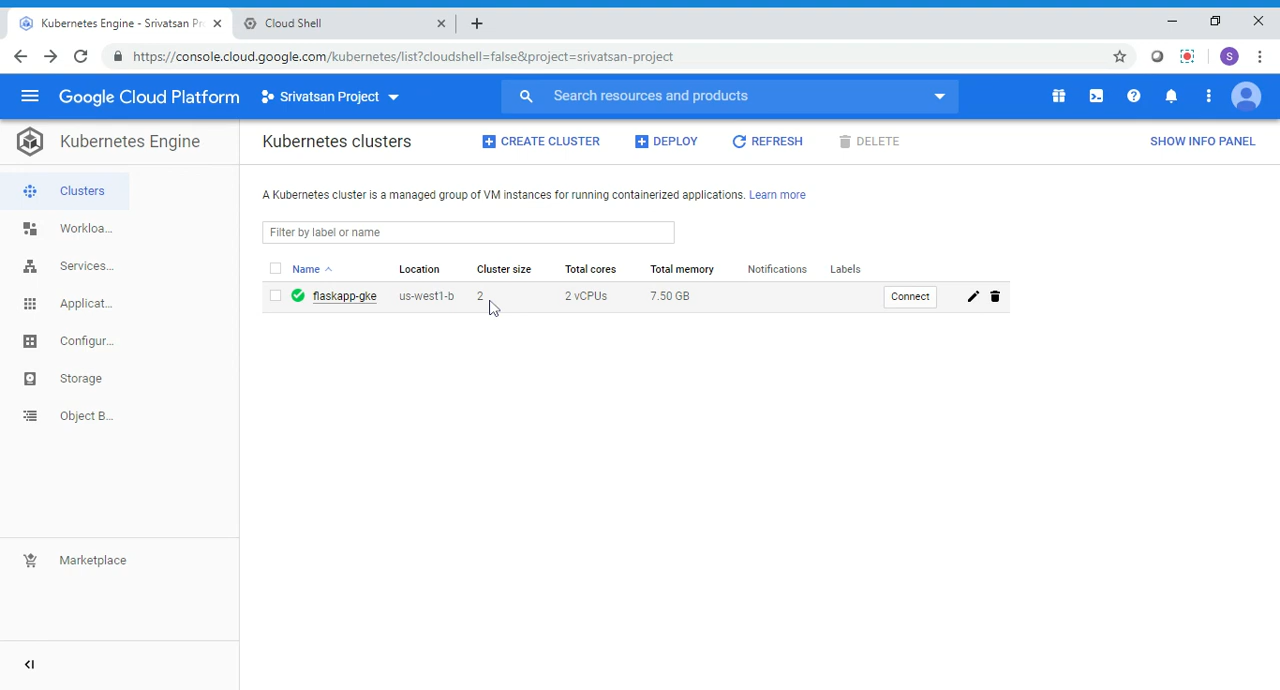 Kubernetes Engine - Srivatsan Pr
Cloud Shell
https://console.cloud.google.com/kubernetes/list?cloudshell=false&project=srivatsan-project
S
Google Cloud Platform
Srivatsan Project
Search resources and products
Kubernetes Engine
Kubernetes clusters
CREATE CLUSTER
DEPLOY
REFRESH
DELETE
SHOW INFO PANEL
Clusters
Workloa...
Services...
Applicat...
Configur...
Storage
Object B...
Marketplace
A Kubernetes cluster is a managed group of VM instances for running containerized applications. Learn more
Filter by label or name
Name Location Cluster size Total cores Total memory Notifications Labels
flaskapp-gke us-west1-b 2 2 vCPUs 7.50 GB Connect